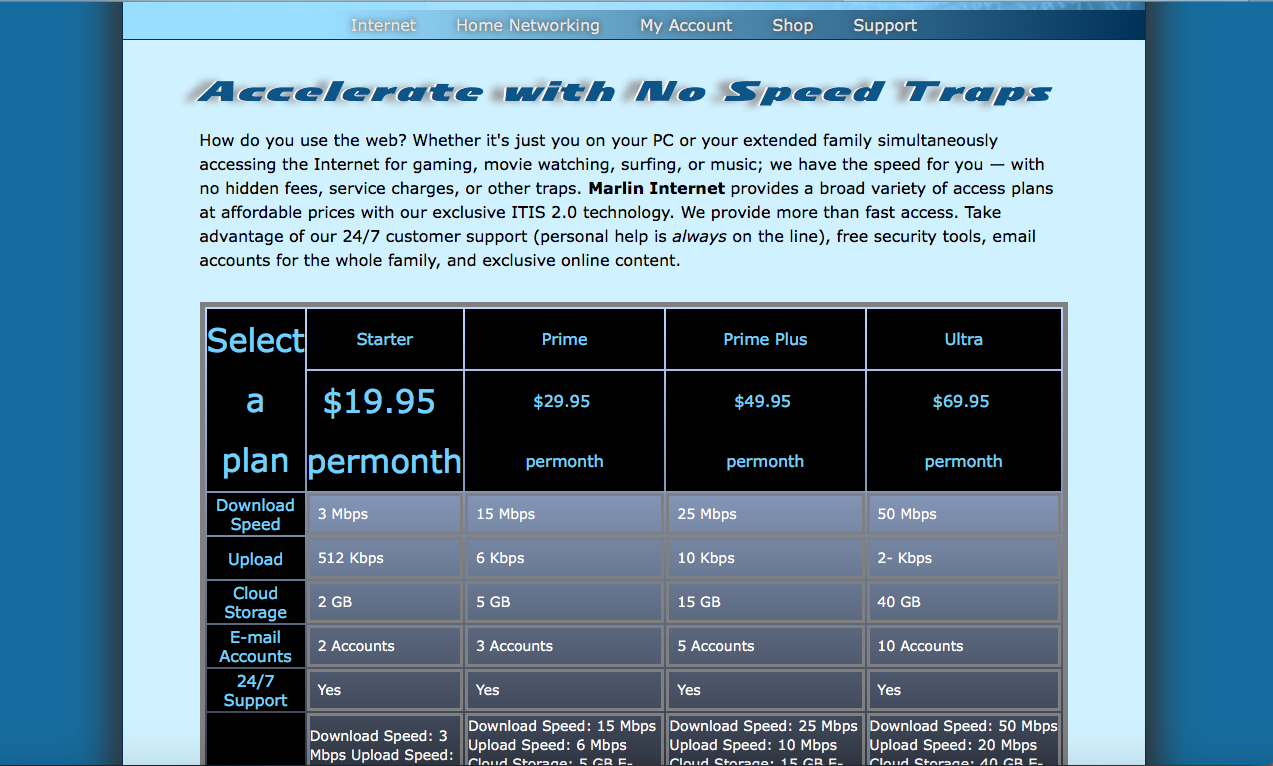 Internet Home Networking My Account Shop Support
Accelerate with No Speed Traps
How do you use the web? Whether it's just you on your PC or your extended family simultaneously
accessing the Internet for gaming, movie watching, surfing, or music; we have the speed for you — with
no hidden fees, service charges, or other traps. Marlin Internet provides a broad variety of access plans
at affordable prices with our exclusive ITIS 2.0 technology. We provide more than fast access. Take
advantage of our 24/7 customer support (personal help is always on the line), free security tools, email
accounts for the whole family, and exclusive online content.
Select
a
plan
Starter Prime Prime Plus Ultra
$19.95 $29.95 $49.95 $69.95
permonth permonth permonth permonth
Download
Speed
3 Mbps 15 Mbps 25 Mbps 50 Mbps
Upload 512 Kbps 6 Kbps 10 Kbps 2- Kbps
Cloud
Storage
2 GB 5 GB 15 GB 40 GB
E-mail
Accounts
2 Accounts 3 Accounts 5 Accounts 10 Accounts
24/7
Support
Yes Yes Yes Yes
Download Speed: 3
Mbps Upload Speed:
Download Speed: 15 Mbps
Upload Speed: 6 Mbps
Cloud Storage: 5 GB E-
Download Speed: 25 Mbps
Upload Speed: 10 Mbps
Cloud Storage: 15 GB E-
Download Speed: 50 Mbps
Upload Speed: 20 Mbps
Cloud Storage: 40 GB E-